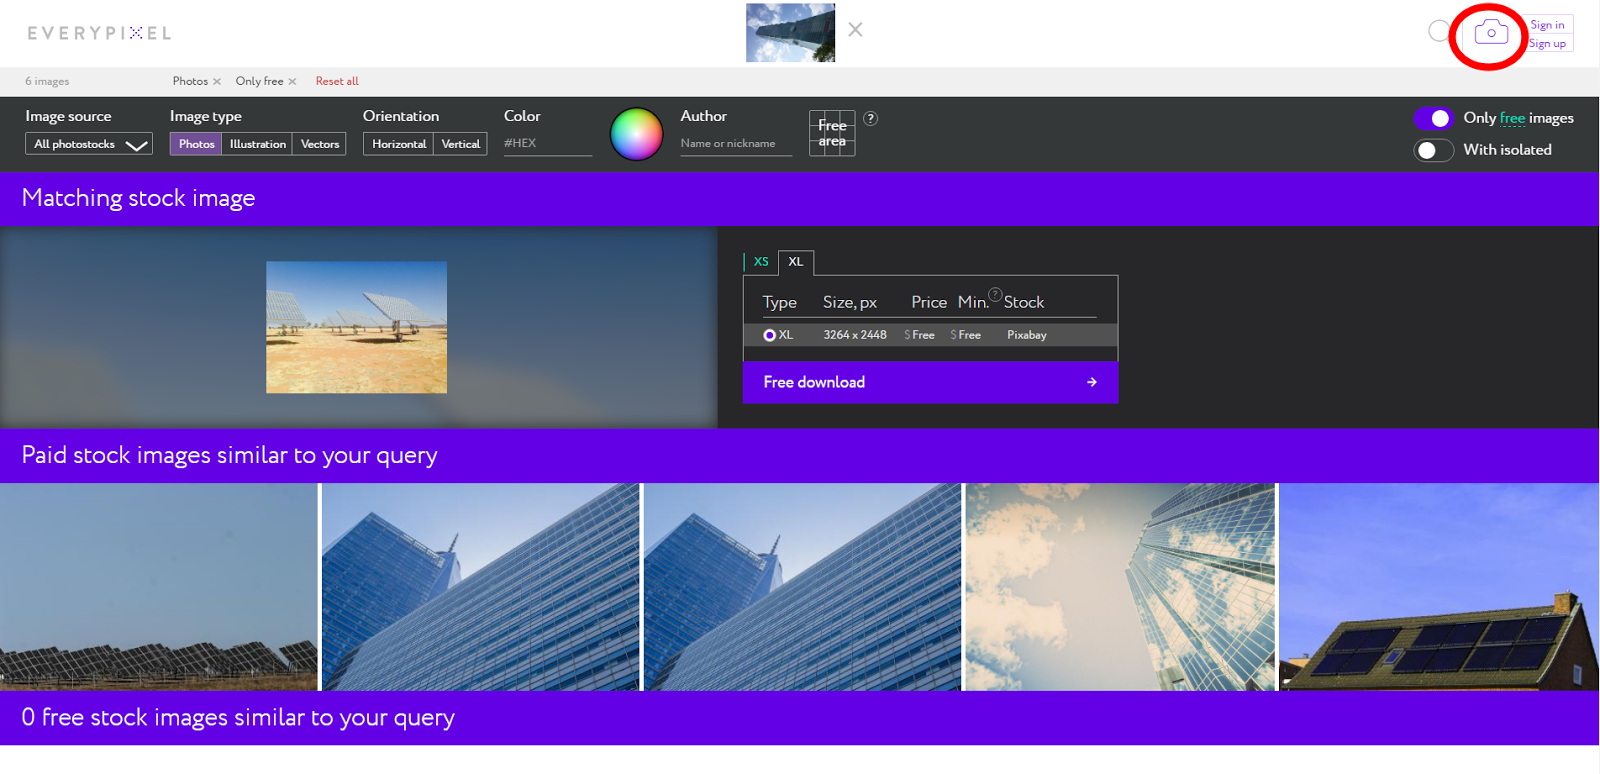 EVERYPIXEL
Sign in
Sign up
6 images
Photos × Only free × Reset all
Image source
Image type
Orientation
Color
Author
Free area
?
Only free images
All photostocks
Photos Illustration Vectors
Horizontal Vertical
#HEX
Name or nickname
With isolated
Matching stock image
XS XL
Type Size, px Price Min. ? Stock
XL 3264 x 2448 $ Free $ Free Pixabay
Free download →
Paid stock images similar to your query
0 free stock images similar to your query